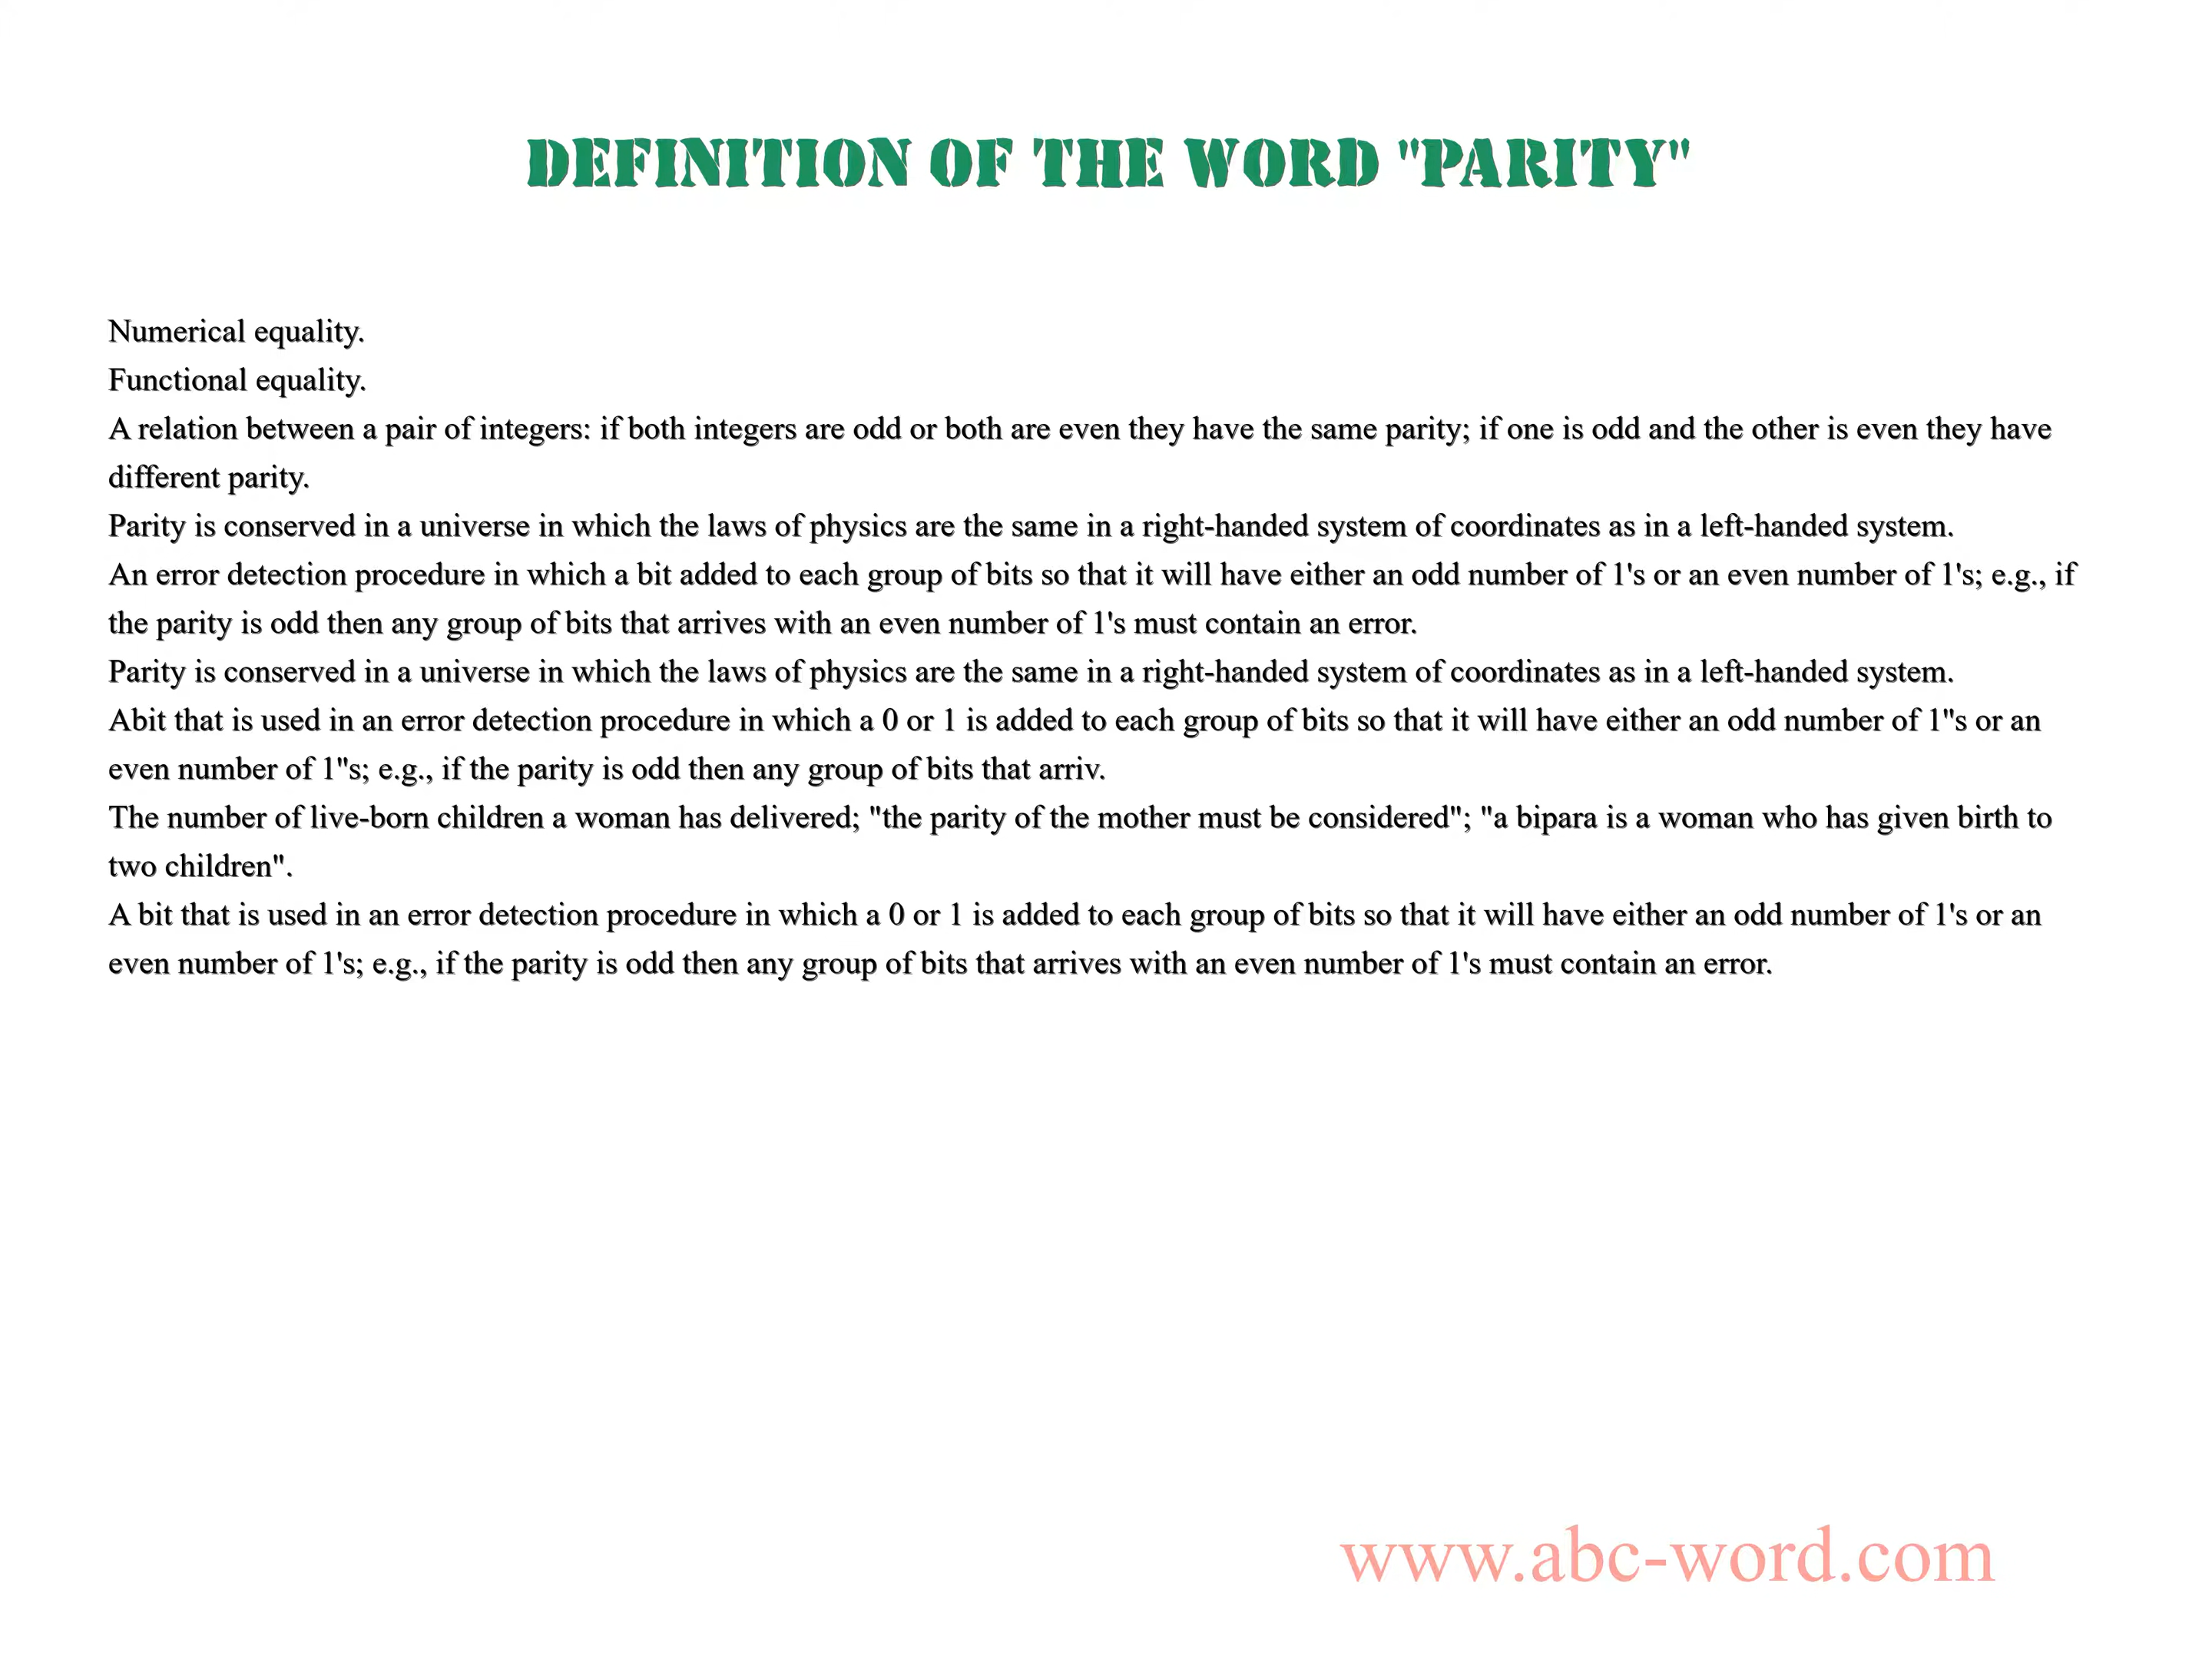 DEFINITION OF THE WORD "PARITY"
Numerical equality.
Functional equality.
A relation between a pair of integers: if both integers are odd or both are even they have the same parity; if one is odd and the other is even they have
different parity.
Parity is conserved in a universe in which the laws of physics are the same in a right-handed system of coordinates as in a left-handed system.
An error detection procedure in which a bit added to each group of bits so that it will have either an odd number of 1's or an even number of 1's; e.g., if
the parity is odd then any group of bits that arrives with an even number of 1's must contain an error.
Parity is conserved in a universe in which the laws of physics are the same in a right-handed system of coordinates as in a left-handed system.
Abit that is used in an error detection procedure in which a 0 or 1 is added to each group of bits so that it will have either an odd number of 1"s or an
even number of 1"s; e.g., if the parity is odd then any group of bits that arriv.
The number of live-born children a woman has delivered; "the parity of the mother must be considered"; "a bipara is a woman who has given birth to
two children".
A bit that is used in an error detection procedure in which a 0 or 1 is added to each group of bits so that it will have either an odd number of 1's or an
even number of 1's; e.g., if the parity is odd then any group of bits that arrives with an even number of 1's must contain an error.
www.abc-word.com